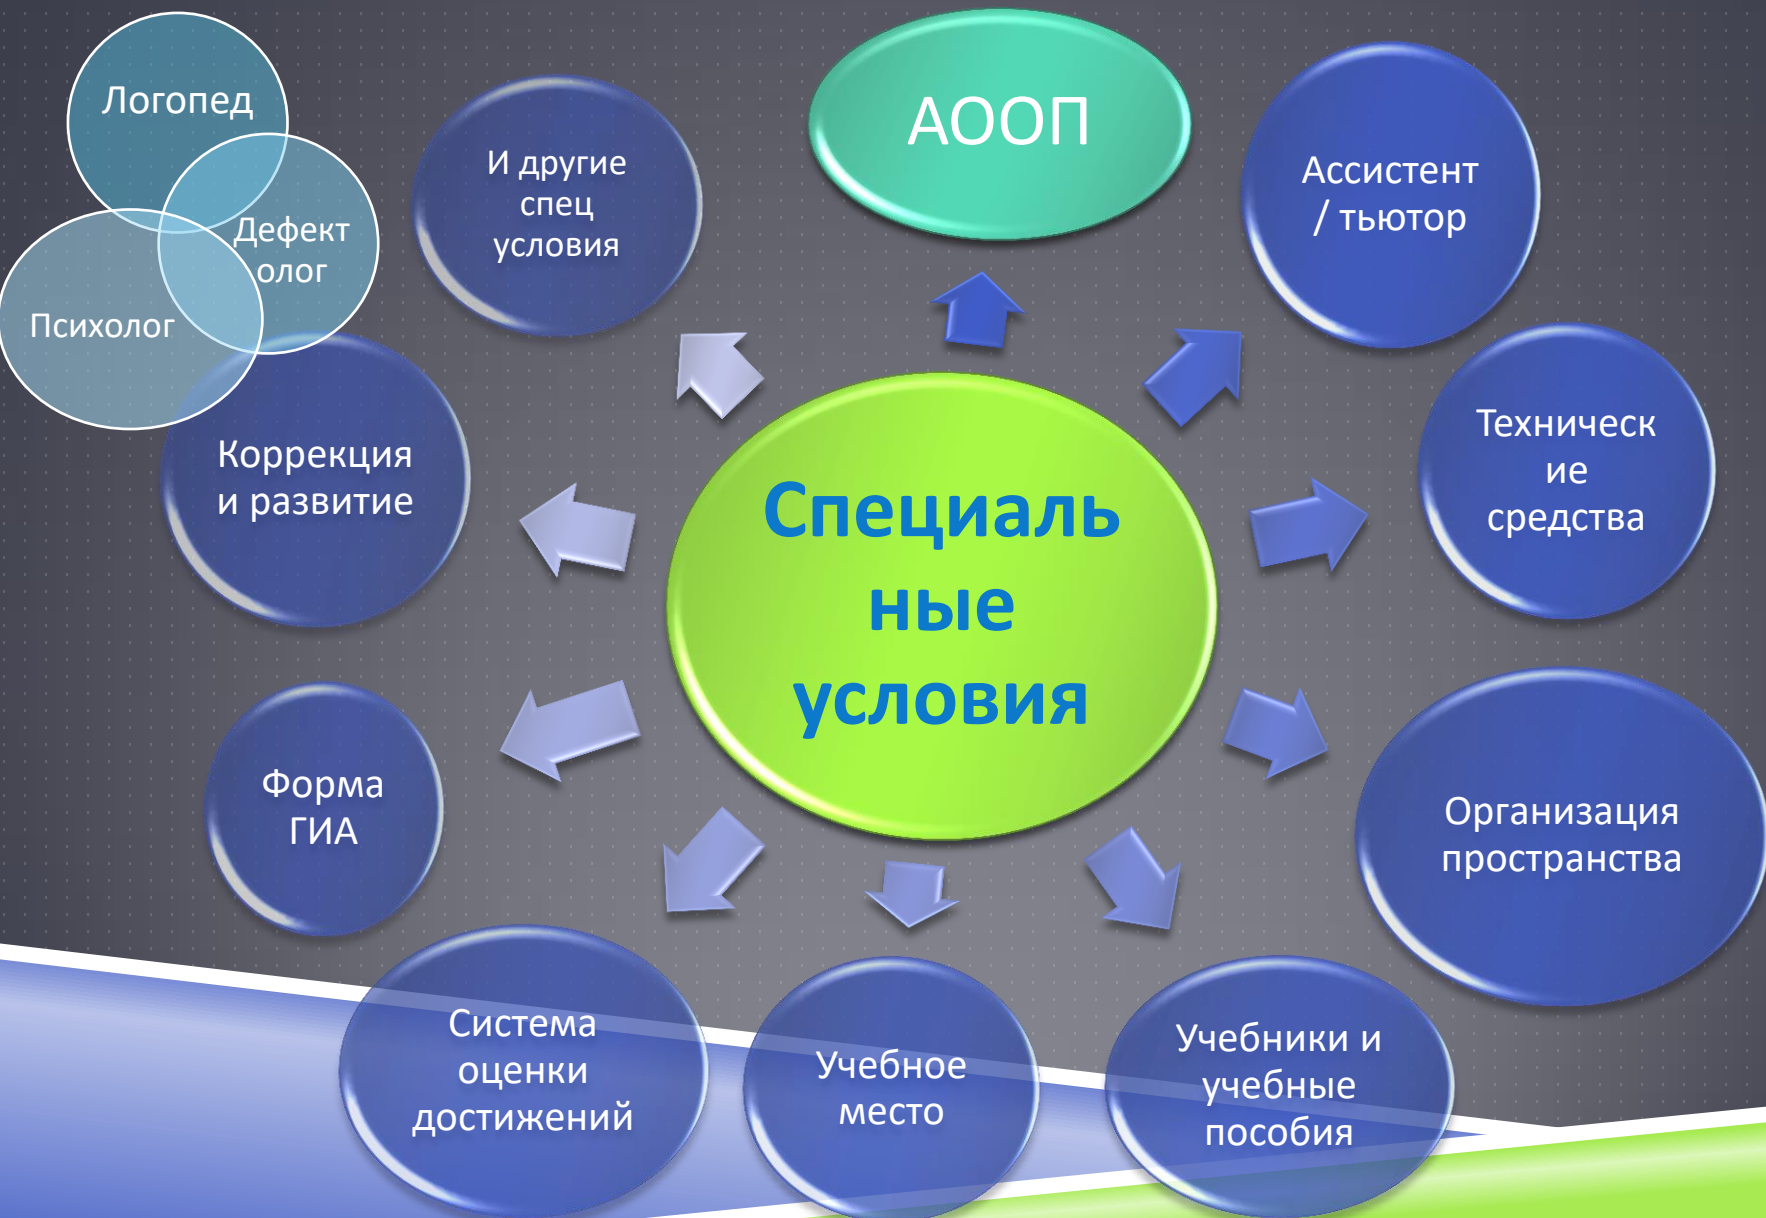 Логопед
Дефект
олог
Психолог
И другие
спец
условия
АООП
Ассистент
/ тьютор
Техническ
ие
средства
Организация
пространства
Учебники и
учебные
пособия
Учебное
место
Система
оценки
достижений
Форма
ГИА
Коррекция
и развитие
Специаль
ные
условия